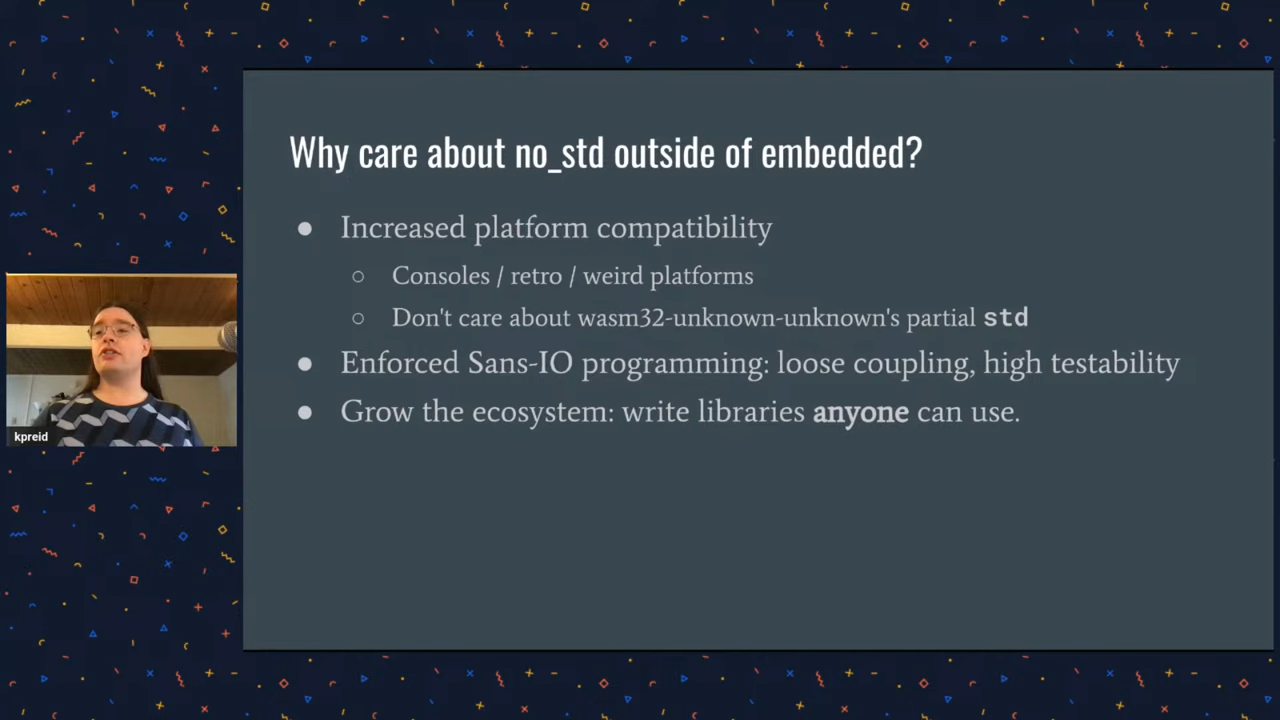 Why care about no_std outside of embedded?
● Increased platform compatibility
○ Consoles / retro / weird platforms
○ Don't care about wasm32-unknown-unknown's partial std
● Enforced Sans-IO programming: loose coupling, high testability
● Grow the ecosystem: write libraries anyone can use.
kpreid